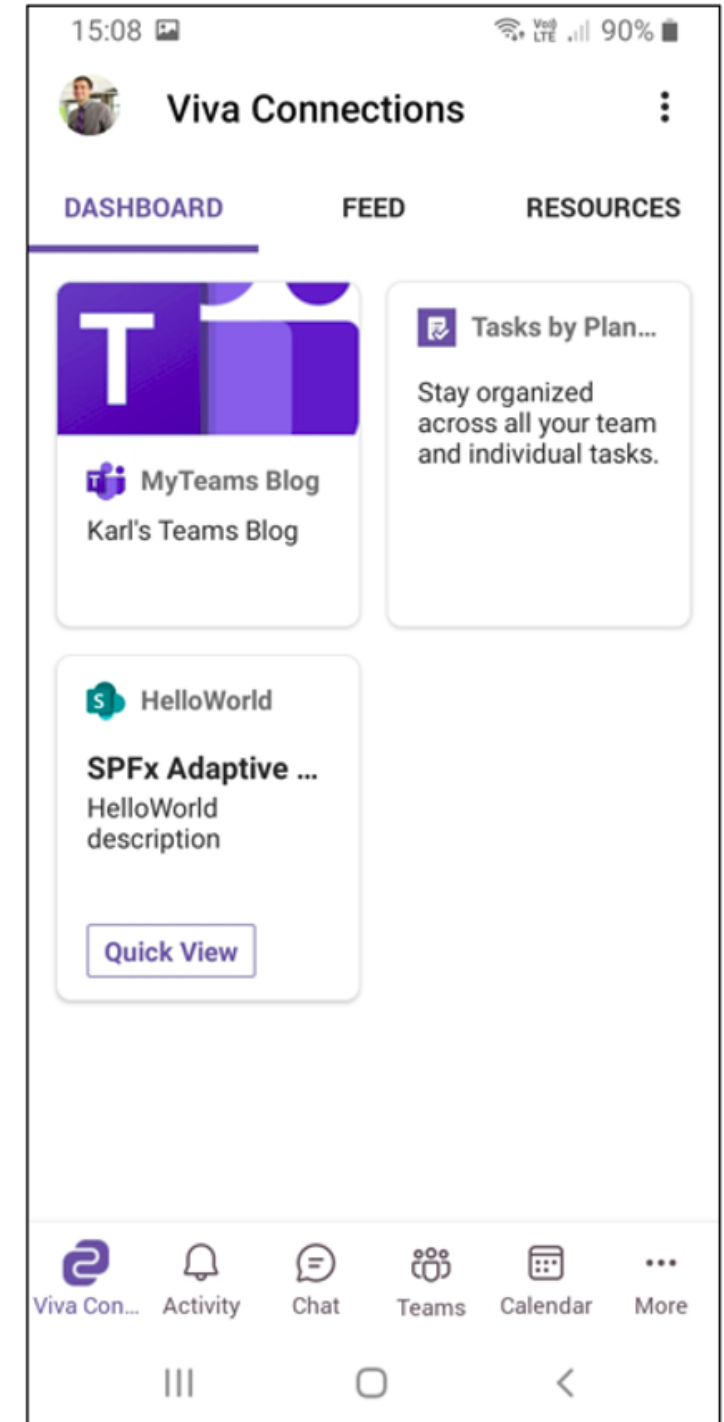 15:08 Vo)) LTE 90%
Viva Connections
DASHBOARD FEED RESOURCES
T
T MyTeams Blog
Karl's Teams Blog
Tasks by Plan...
Stay organized
across all your team
and individual tasks.
S HelloWorld
SPFx Adaptive ...
HelloWorld
description
Quick View
Viva Con... Activity Chat Teams Calendar More